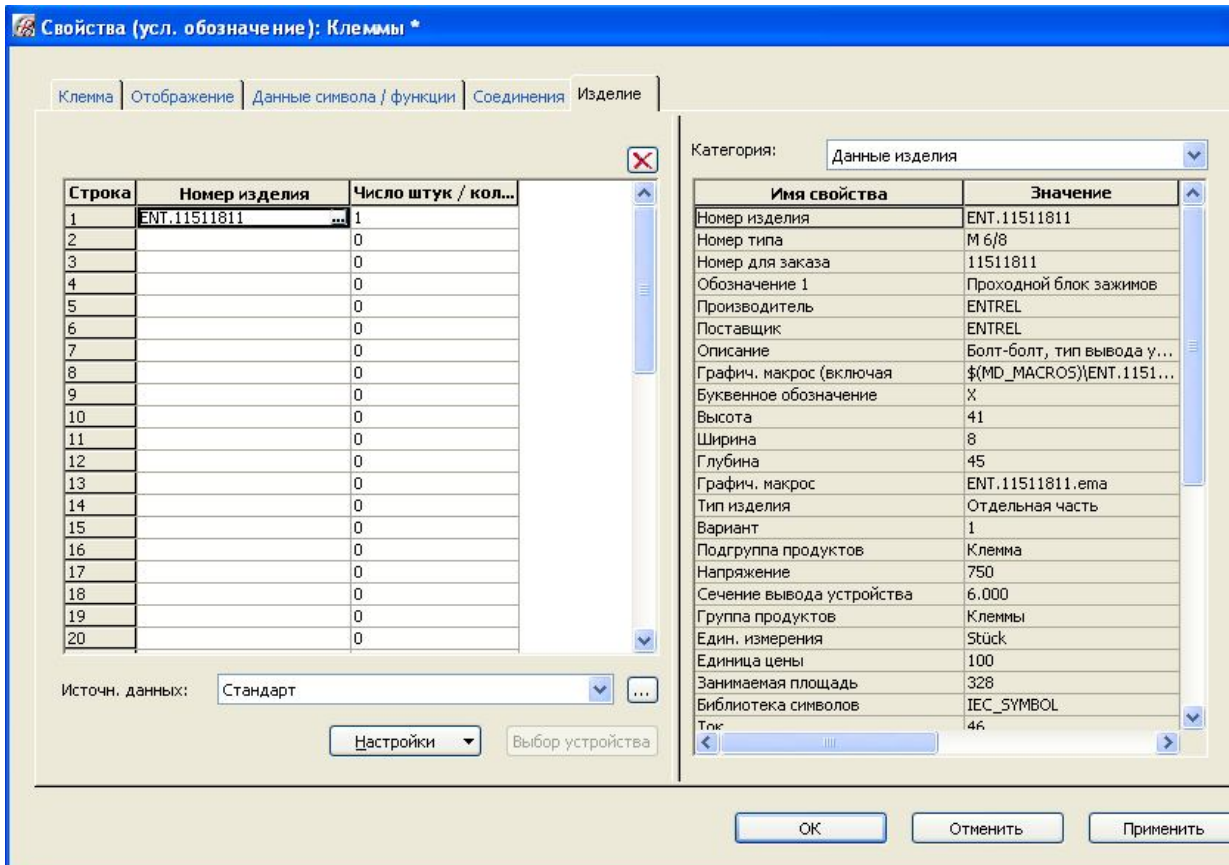 Свойства (усл. обозначение): Клеммы *
Клемма Отображение Данные символа / функции Соединения Изделие
Строка Номер изделия Число штук / кол...
1 ENT.11511811 ... 1
2 0
3 0
4 0
5 0
6 0
7 0
8 0
9 0
10 0
11 0
12 0
13 0
14 0
15 0
16 0
17 0
18 0
19 0
20 0
Источн. данных: Стандарт ...
Настройки Выбор устройства
Категория: Данные изделия
Имя свойства Значение
Номер изделия ENT.11511811
Номер типа M 6/8
Номер для заказа 11511811
Обозначение 1 Проходной блок зажимов
Производитель ENTREL
Поставщик ENTREL
Описание Болт-болт, тип вывода у...
Графич. макрос (включая $(MD_MACROS)\ENT.1151...
Буквенное обозначение X
Высота 41
Ширина 8
Глубина 45
Графич. макрос ENT.11511811.ema
Тип изделия Отдельная часть
Вариант 1
Подгруппа продуктов Клемма
Напряжение 750
Сечение вывода устройства 6.000
Группа продуктов Клеммы
Един. измерения Stück
Единица цены 100
Занимаемая площадь 328
Библиотека символов IEC_SYMBOL
Ток 46
ОК Отменить Применить